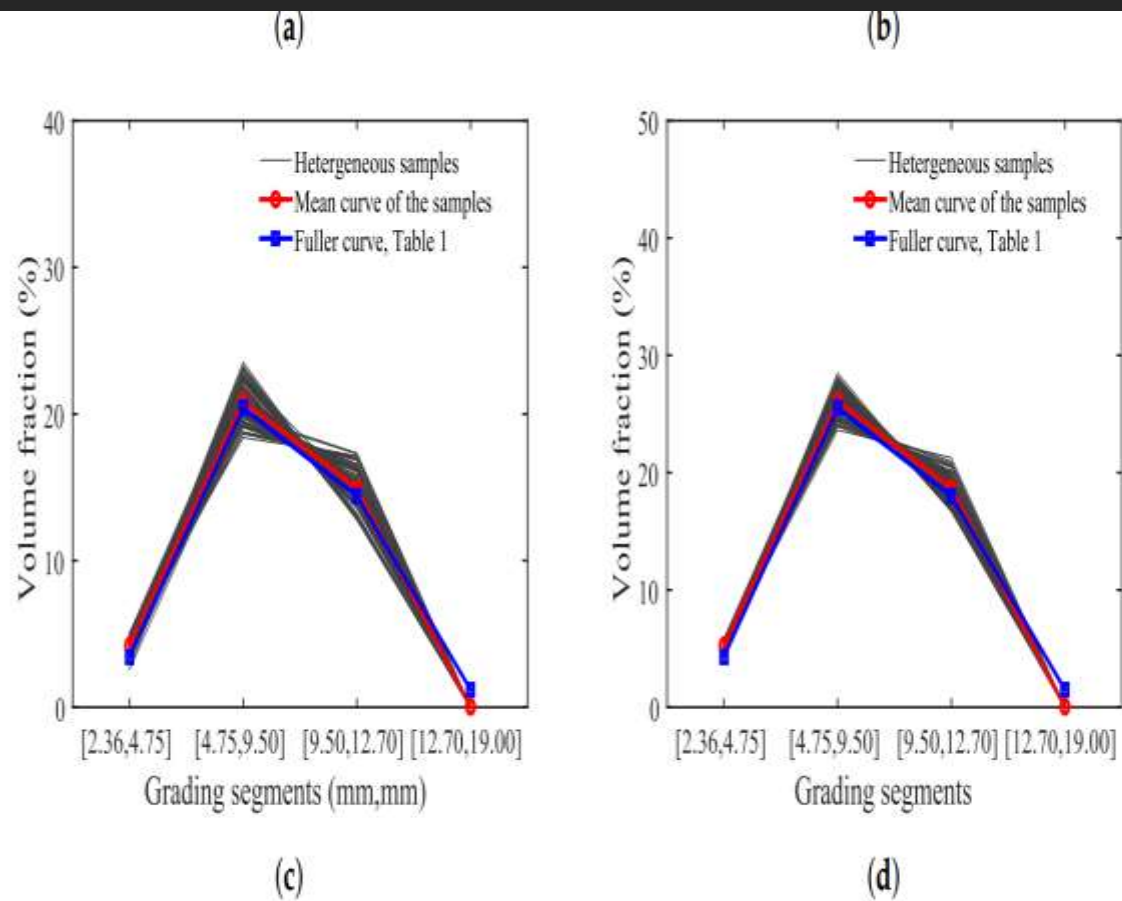 (a)
(b)
40
30
20
10
0
Volume fraction (%)
Hetergeneous samples
Mean curve of the samples
Fuller curve, Table 1
[2.36,4.75] [4.75,9.50] [9.50,12.70] [12.70,19.00]
Grading segments (mm,mm)
(c)
50
40
30
20
10
0
Volume fraction (%)
Hetergeneous samples
Mean curve of the samples
Fuller curve, Table 1
[2.36,4.75] [4.75,9.50] [9.50,12.70] [12.70,19.00]
Grading segments
(d)